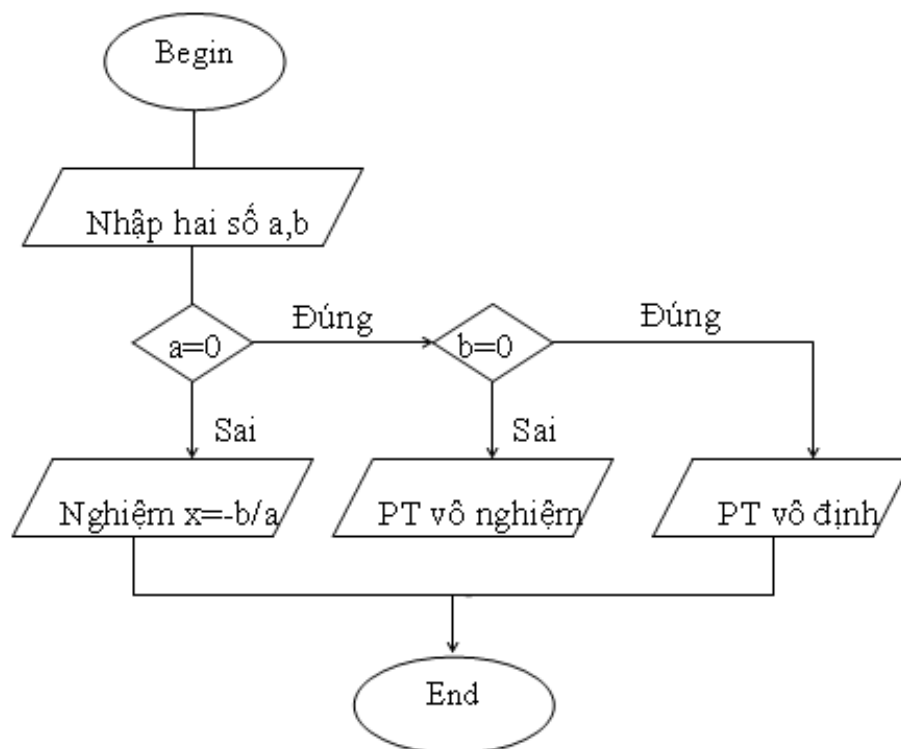 Begin
Nhập hai số a,b
a=0
Đúng
b=0
Đúng
Sai
Sai
Nghiệm x=-b/a
PT vô nghiệm
PT vô định
End